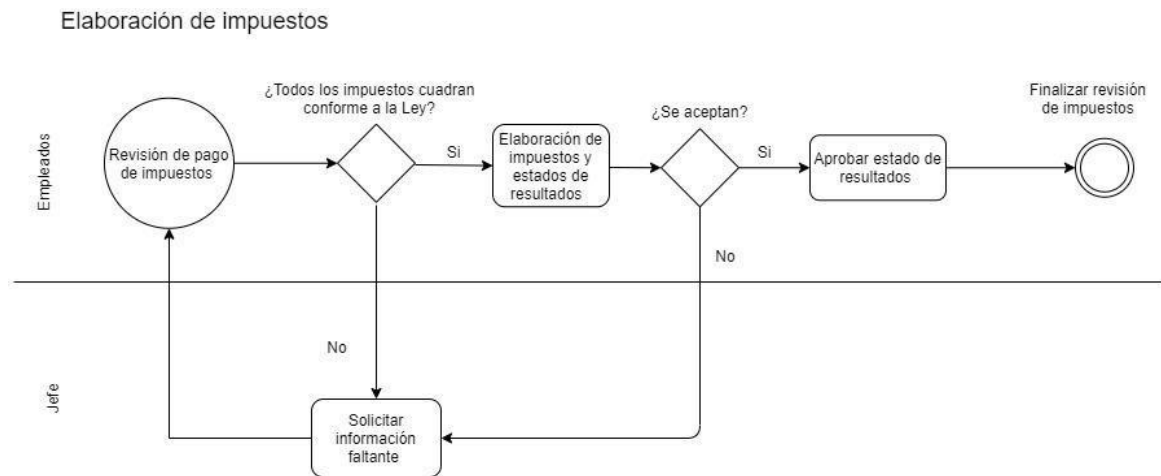 Elaboración de impuestos
Empleados
Revisión de pago
de impuestos
¿Todos los impuestos cuadran
conforme a la Ley?
Si
Elaboración de
impuestos y
estados de
resultados
¿Se aceptan?
Si
Aprobar estado de
resultados
Finalizar revisión
de impuestos
No
No
Jefe
Solicitar
información
faltante